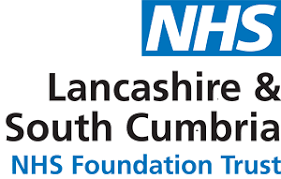 NHS
Lancashire &
South Cumbria
NHS Foundation Trust